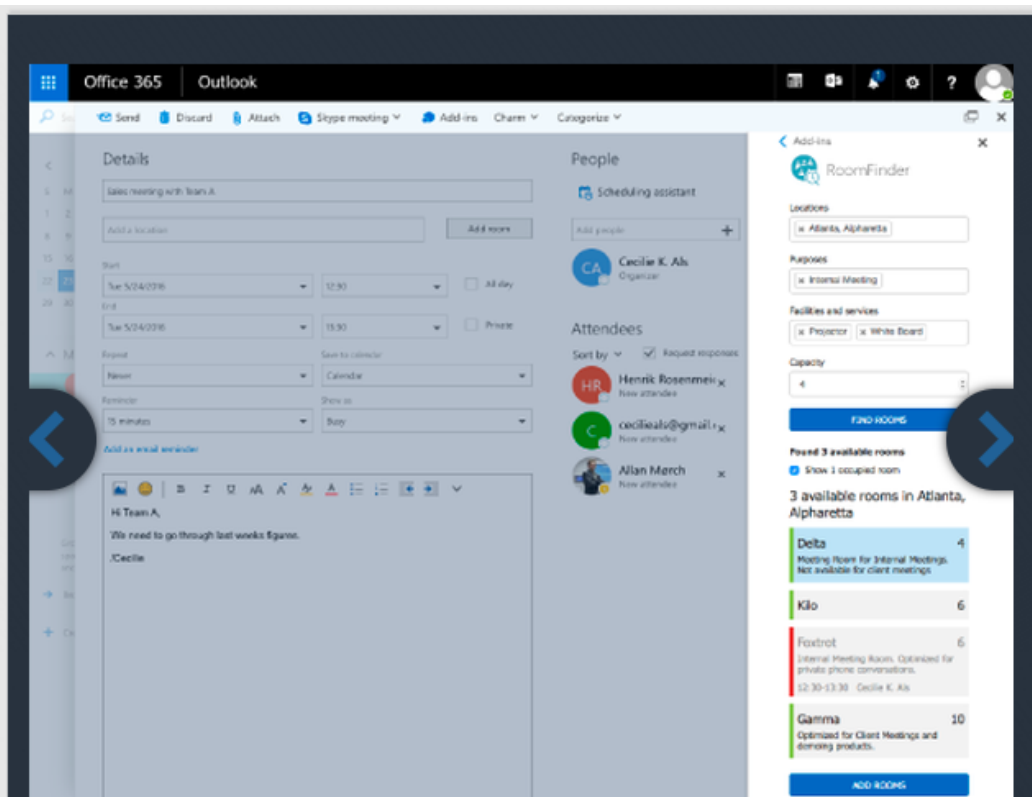 Office 365 Outlook
Send Discard Attach Skype meeting Add-ins Charm Categorize
Details
Sales meeting with Team A
Add a location Add room
Start
Tue 5/24/2016 12:30 All day
End
Tue 5/24/2016 13:30 Private
Repeat Save to calendar
Never Calendar
Reminder Show as
15 minutes Busy
Add an email reminder
Hi Team A,
We need to go through last weeks figures.
/Cecilie
People
Scheduling assistant
Add people
CA Cecilie K. Als
Organizer
Attendees
Sort by Request responses
HR Henrik Rosenmei
New attendee
C cecilieals@gmail.
New attendee
Allan Mørch
New attendee
Add-ins
RoomFinder
Locations
x Atlanta, Alpharetta
Purposes
x Internal Meeting
Facilities and services
x Projector x White Board
Capacity
4
FIND ROOMS
Found 3 available rooms
Show 1 occupied room
3 available rooms in Atlanta,
Alpharetta
Delta 4
Meeting Room for Internal Meetings.
Not available for client meetings
Kilo 6
Foxtrot 6
Internal Meeting Room. Optimized for
private phone conversations.
12:30-13:30 Cecilie K. Als
Gamma 10
Optimized for Client Meetings and
demoing products.
ADD ROOMS